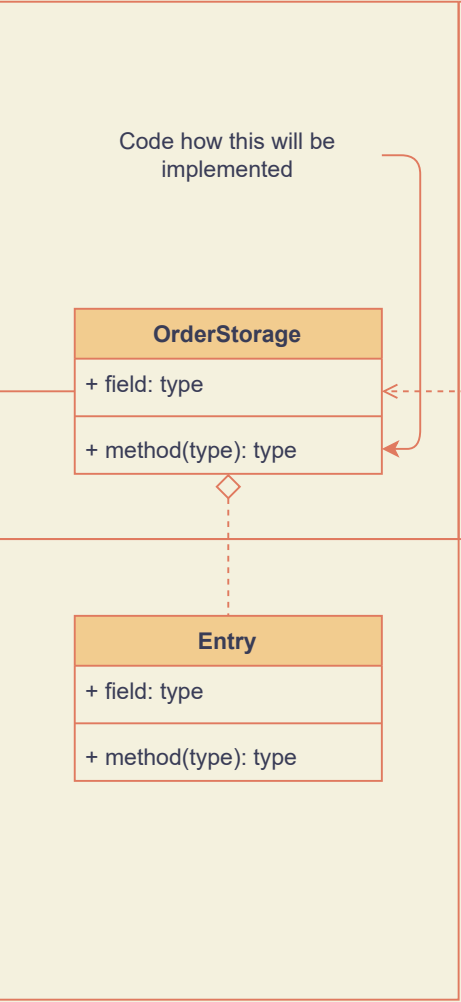 Code how this will be
implemented
OrderStorage
+ field: type
+ method(type): type
Entry
+ field: type
+ method(type): type